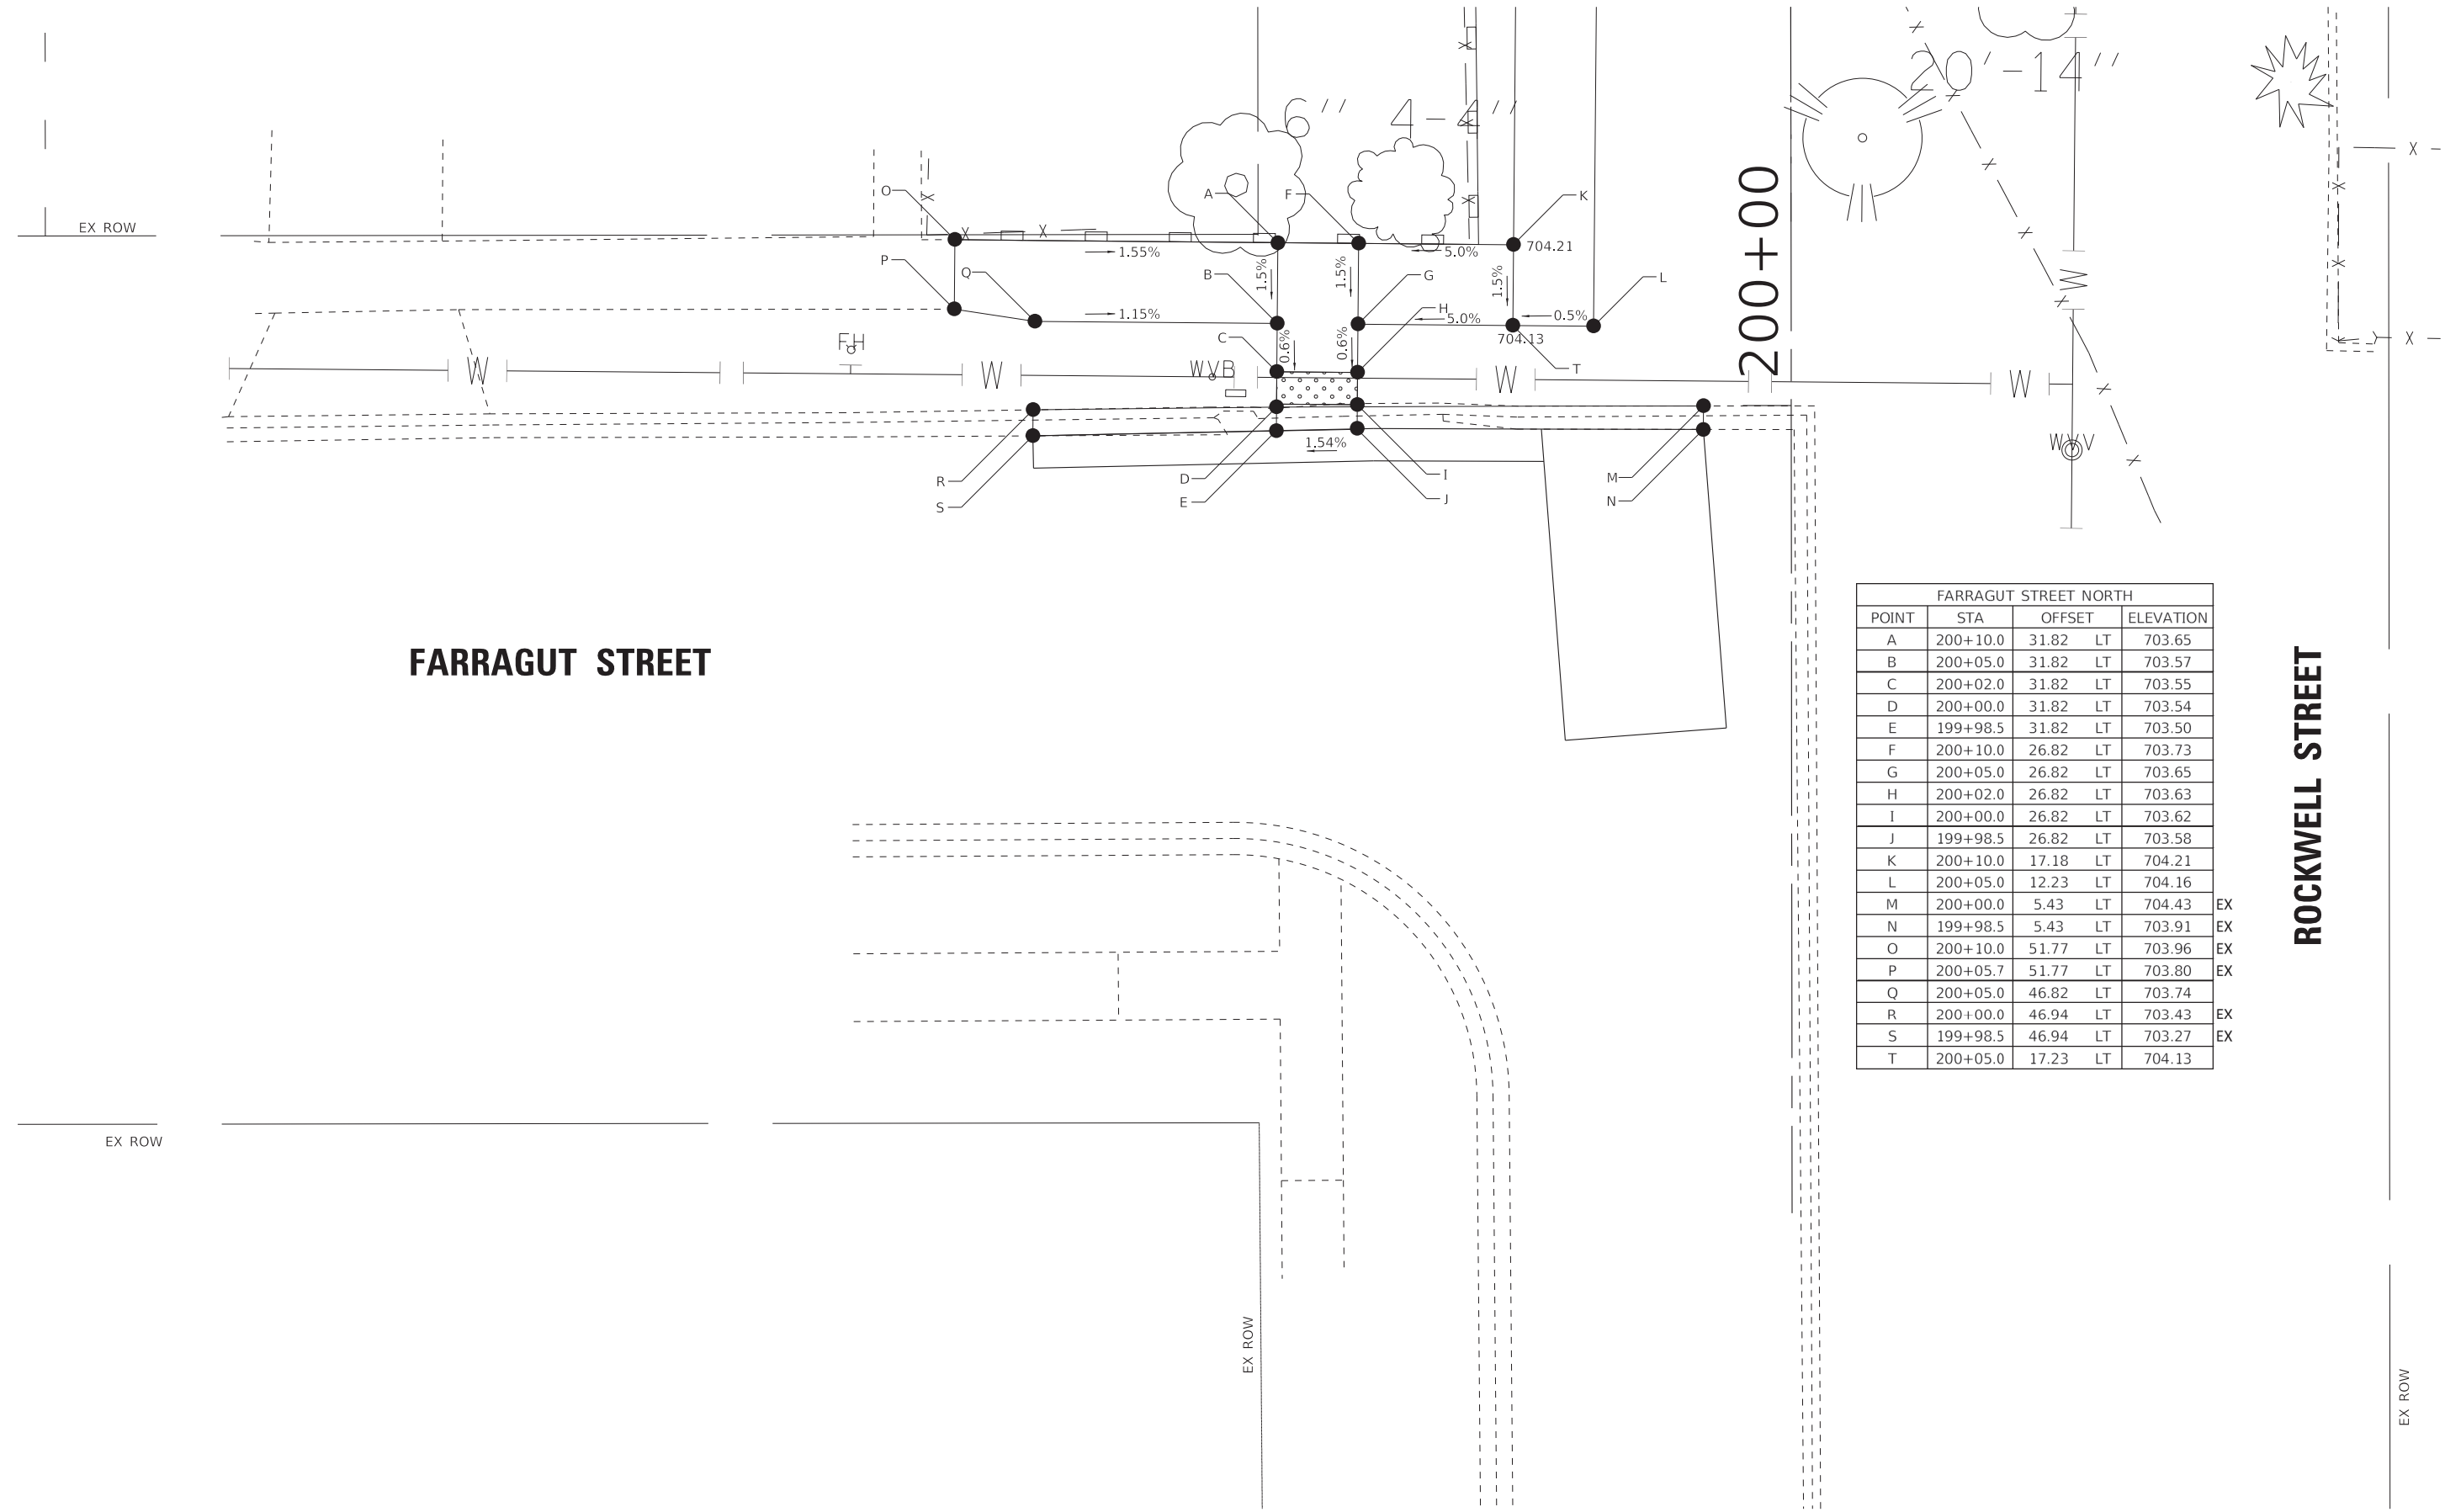 20'-14''
6''
4-4''
200+00
EX ROW
O
A
F
K
X
X
X
X
X
X
1.55%
5.0%
704.21
P
Q
B
G
L
H
1.5%
1.5%
1.5%
1.15%
5.0%
0.5%
704.13
C
0.6%
0.6%
T
FH
WVB
W
W
W
W
W
WVV
1.54%
R
S
D
E
I
J
M
N
FARRAGUT STREET
ROCKWELL STREET
FARRAGUT STREET NORTH
POINT STA OFFSET ELEVATION
A 200+10.0 31.82 LT 703.65
B 200+05.0 31.82 LT 703.57
C 200+02.0 31.82 LT 703.55
D 200+00.0 31.82 LT 703.54
E 199+98.5 31.82 LT 703.50
F 200+10.0 26.82 LT 703.73
G 200+05.0 26.82 LT 703.65
H 200+02.0 26.82 LT 703.63
I 200+00.0 26.82 LT 703.62
J 199+98.5 26.82 LT 703.58
K 200+10.0 17.18 LT 704.21
L 200+05.0 12.23 LT 704.16
M 200+00.0 5.43 LT 704.43 EX
N 199+98.5 5.43 LT 703.91 EX
O 200+10.0 51.77 LT 703.96 EX
P 200+05.7 51.77 LT 703.80 EX
Q 200+05.0 46.82 LT 703.74
R 200+00.0 46.94 LT 703.43 EX
S 199+98.5 46.94 LT 703.27 EX
T 200+05.0 17.23 LT 704.13
EX ROW
EX ROW
EX ROW